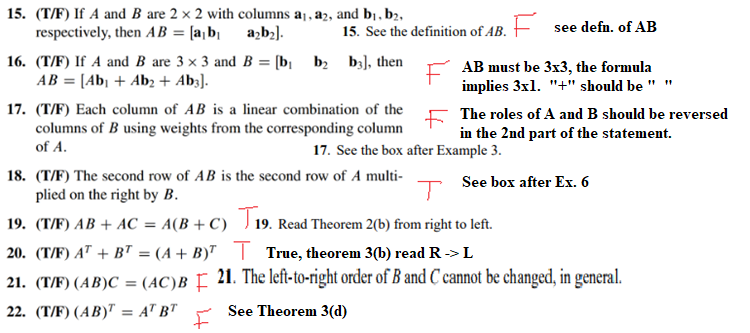 15. (T/F) If A and B are 2 × 2 with columns a₁, a₂, and b₁, b₂,
respectively, then AB = [a₁b₁ a₂b₂]. 15. See the definition of AB. F see defn. of AB
16. (T/F) If A and B are 3 × 3 and B = [b₁ b₂ b₃], then
AB = [Ab₁ + Ab₂ + Ab₃].
F AB must be 3x3, the formula
implies 3x1. "+" should be " "
17. (T/F) Each column of AB is a linear combination of the
columns of B using weights from the corresponding column
of A. 17. See the box after Example 3.
F The roles of A and B should be reversed
in the 2nd part of the statement.
18. (T/F) The second row of AB is the second row of A multi-
plied on the right by B.
T See box after Ex. 6
19. (T/F) AB + AC = A(B + C) T 19. Read Theorem 2(b) from right to left.
20. (T/F) Aᵀ + Bᵀ = (A + B)ᵀ T True, theorem 3(b) read R -> L
21. (T/F) (AB)C = (AC)B F 21. The left-to-right order of B and C cannot be changed, in general.
22. (T/F) (AB)ᵀ = AᵀBᵀ F See Theorem 3(d)